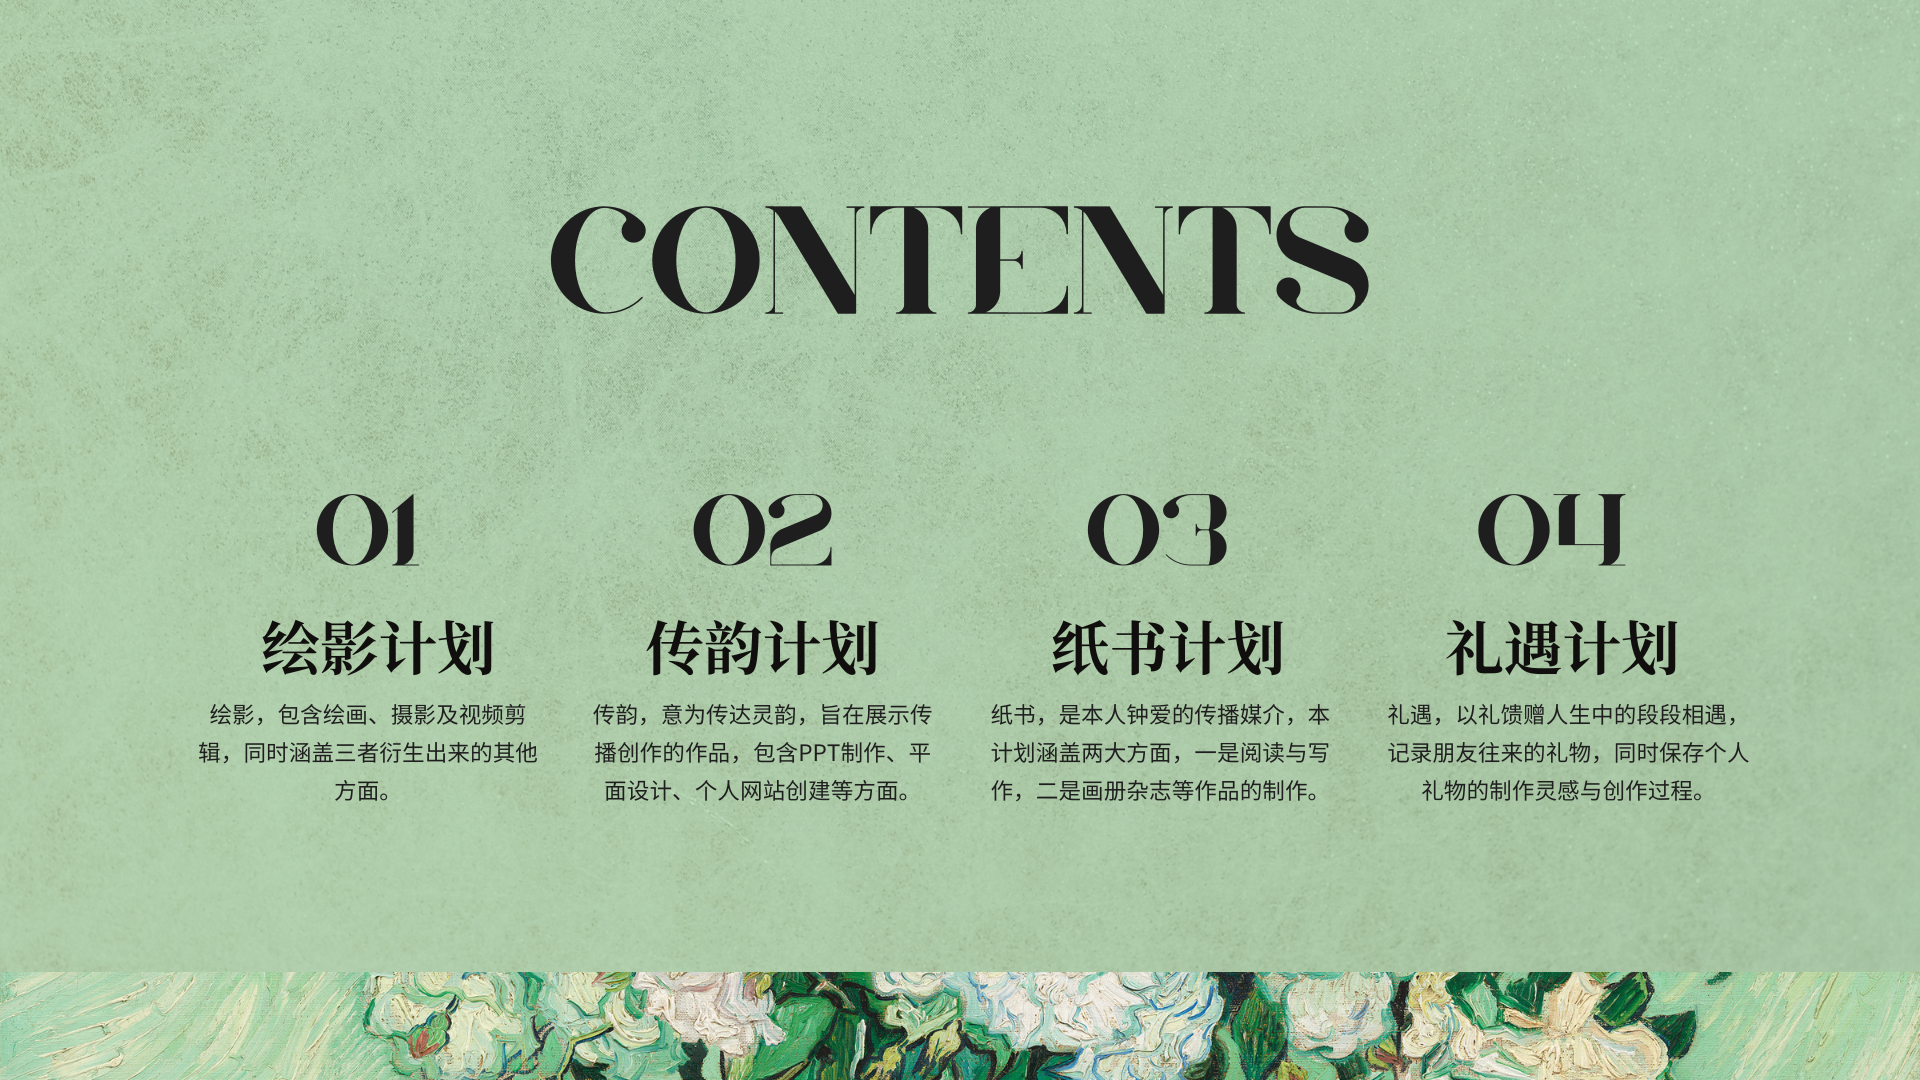 CONTENTS
01
绘影计划
绘影，包含绘画、摄影及视频剪
辑，同时涵盖三者衍生出来的其他
方面。
02
传韵计划
传韵，意为传达灵韵，旨在展示传
播创作的作品，包含PPT制作、平
面设计、个人网站创建等方面。
03
纸书计划
纸书，是本人钟爱的传播媒介，本
计划涵盖两大方面，一是阅读与写
作，二是画册杂志等作品的制作。
04
礼遇计划
礼遇，以礼馈赠人生中的段段相遇，
记录朋友往来的礼物，同时保存个人
礼物的制作灵感与创作过程。